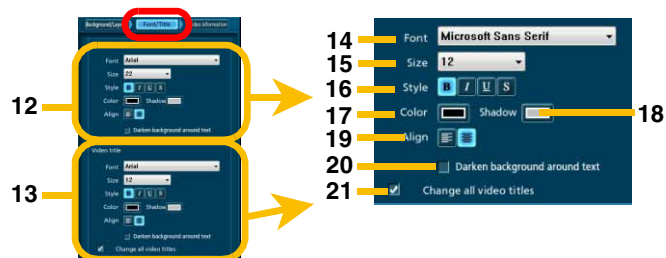 Background/Layout Font/Title Video Information
Font Arial
Size 22
Style B I U S
Color Shadow
Align
Darken background around text
Video title
Font Arial
Size 12
Style B I U S
Color Shadow
Align
Darken background around text
Change all video titles
12
13
14 Font Microsoft Sans Serif
15 Size 12
16 Style B I U S
17 Color Shadow 18
19 Align
20 Darken background around text
21 Change all video titles